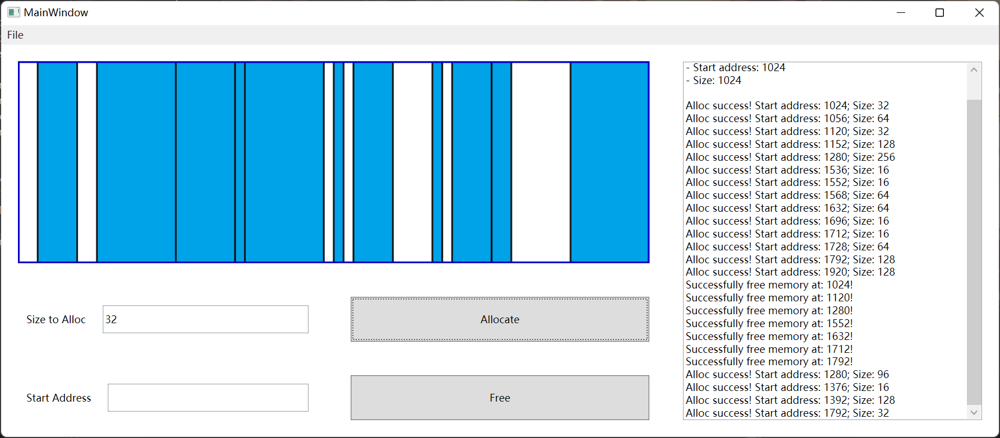 MainWindow
File
- Start address: 1024
- Size: 1024
Alloc success! Start address: 1024; Size: 32
Alloc success! Start address: 1056; Size: 64
Alloc success! Start address: 1120; Size: 32
Alloc success! Start address: 1152; Size: 128
Alloc success! Start address: 1280; Size: 256
Alloc success! Start address: 1536; Size: 16
Alloc success! Start address: 1552; Size: 16
Alloc success! Start address: 1568; Size: 64
Alloc success! Start address: 1632; Size: 64
Alloc success! Start address: 1696; Size: 16
Alloc success! Start address: 1712; Size: 16
Alloc success! Start address: 1728; Size: 64
Alloc success! Start address: 1792; Size: 128
Alloc success! Start address: 1920; Size: 128
Successfully free memory at: 1024!
Successfully free memory at: 1120!
Successfully free memory at: 1280!
Successfully free memory at: 1552!
Successfully free memory at: 1632!
Successfully free memory at: 1712!
Successfully free memory at: 1792!
Alloc success! Start address: 1280; Size: 96
Alloc success! Start address: 1376; Size: 16
Alloc success! Start address: 1392; Size: 128
Alloc success! Start address: 1792; Size: 32
Size to Alloc
32
Allocate
Start Address
Free